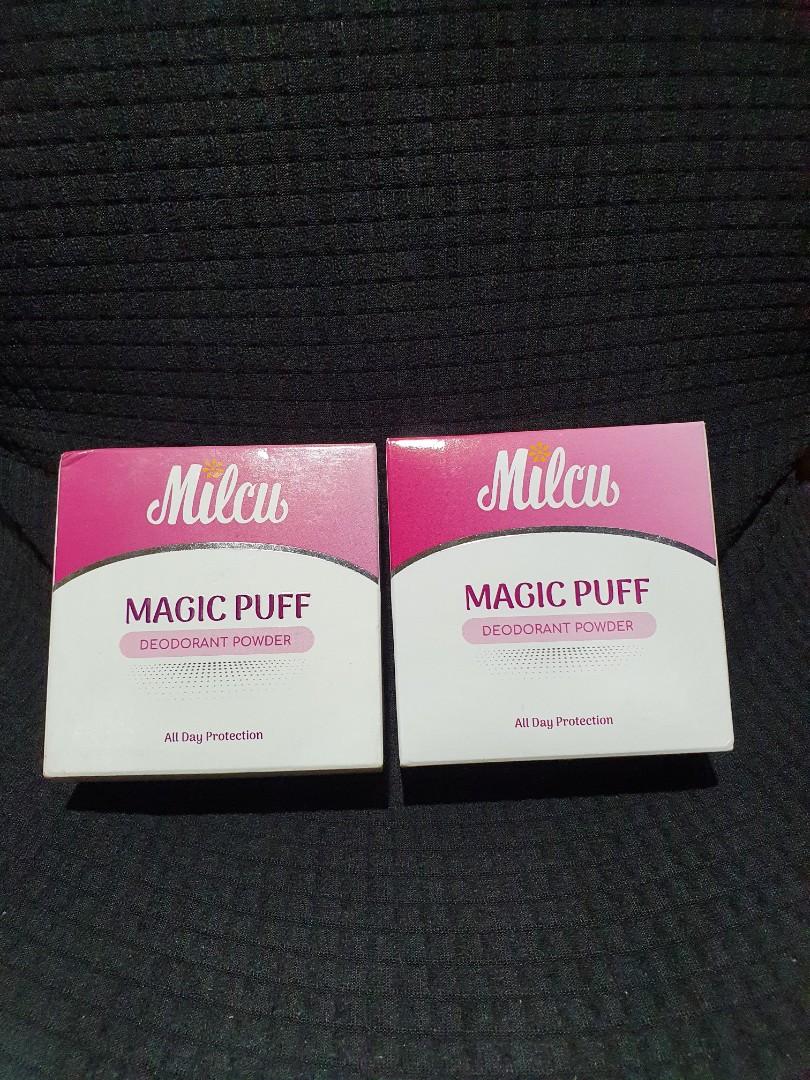 Milcu
MAGIC PUFF
DEODORANT POWDER
All Day Protection
Milcu
MAGIC PUFF
DEODORANT POWDER
All Day Protection